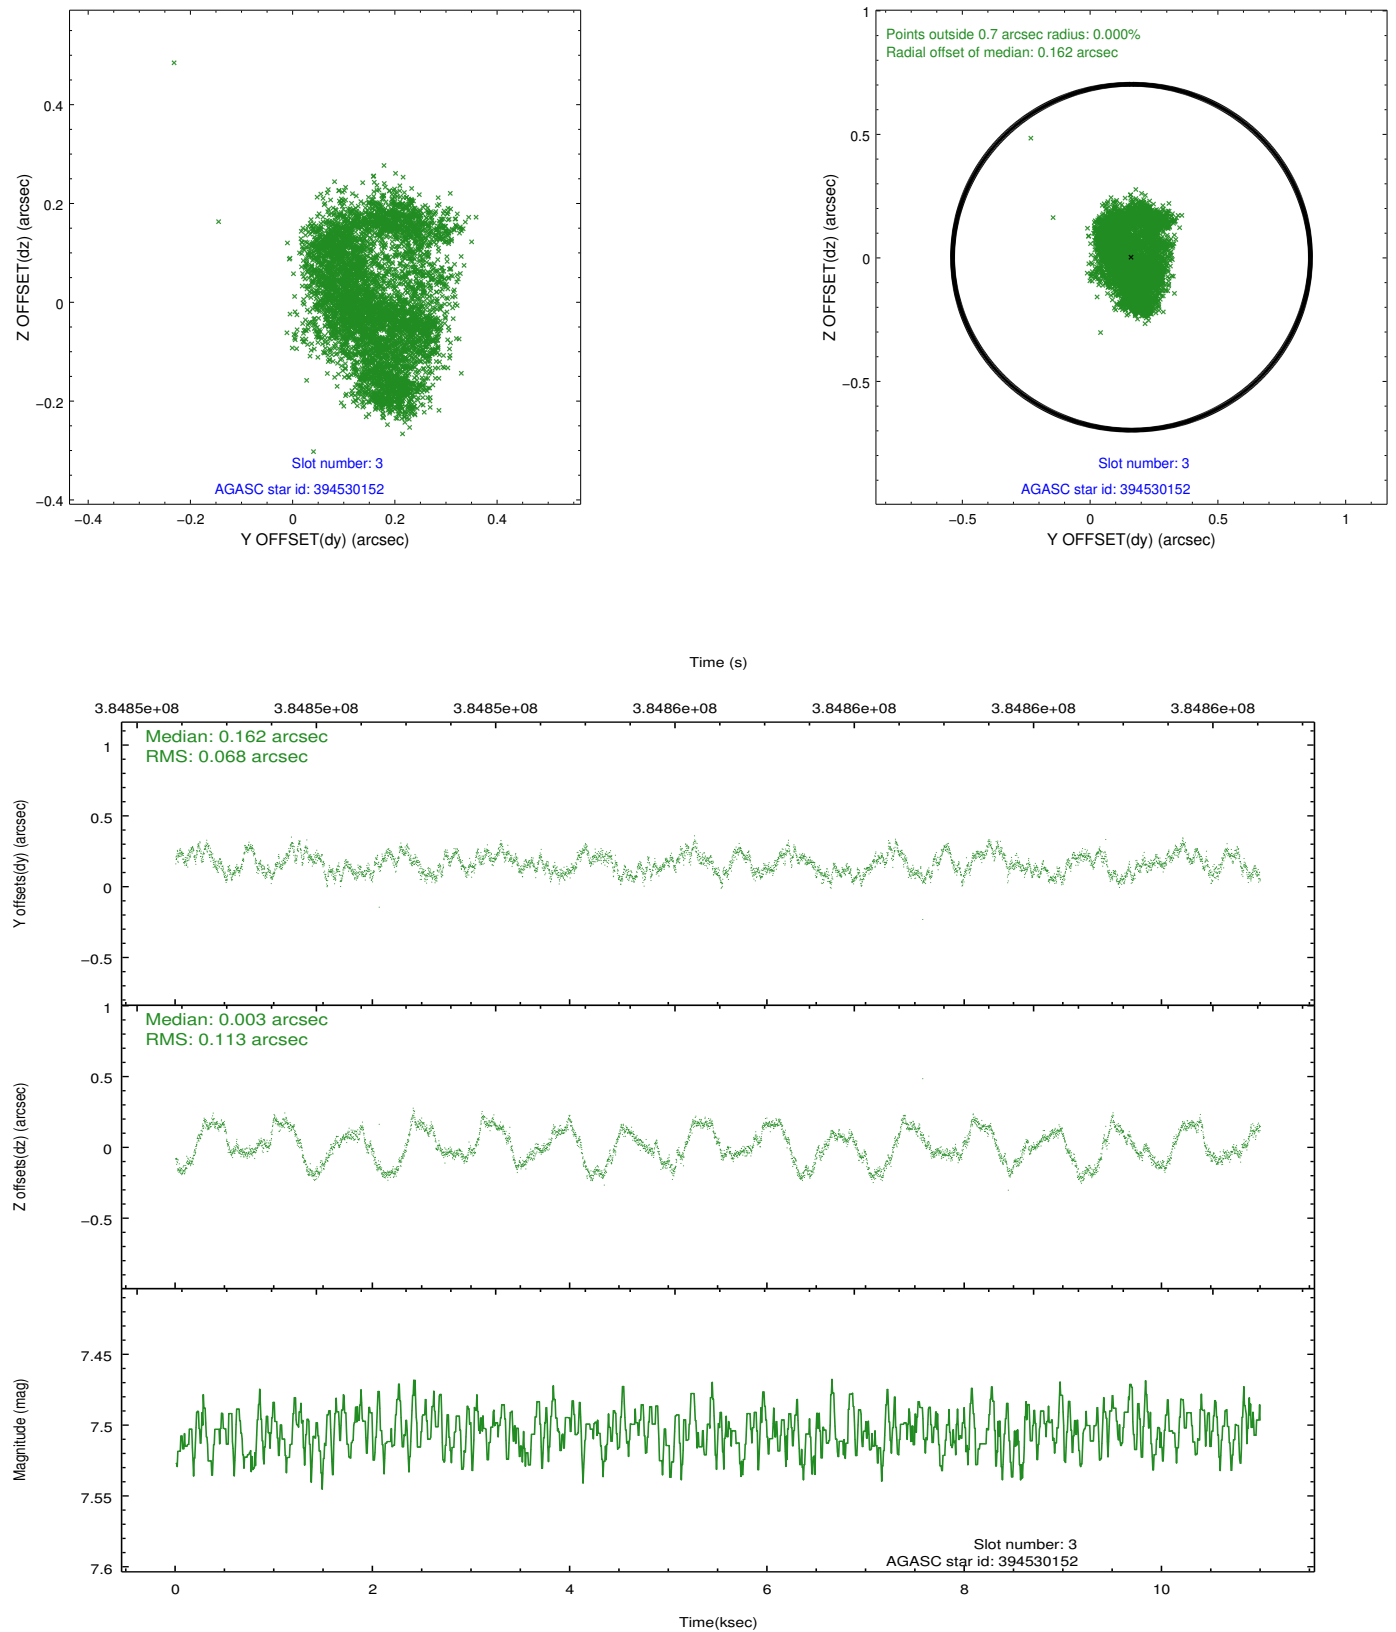 0.4
0.2
0
−0.2
−0.4
Z OFFSET(dz) (arcsec)
Slot number: 3
AGASC star id: 394530152
−0.4
−0.2
0
0.2
0.4
Y OFFSET(dy) (arcsec)
Points outside 0.7 arcsec radius: 0.000%
Radial offset of median: 0.162 arcsec
1
0.5
0
−0.5
Z OFFSET(dz) (arcsec)
Slot number: 3
AGASC star id: 394530152
−0.5
0
0.5
1
Y OFFSET(dy) (arcsec)
Time (s)
3.8485e+08
3.8485e+08
3.8485e+08
3.8486e+08
3.8486e+08
3.8486e+08
3.8486e+08
Median: 0.162 arcsec
RMS: 0.068 arcsec
1
0.5
0
−0.5
Y offsets(dy) (arcsec)
Median: 0.003 arcsec
RMS: 0.113 arcsec
1
0.5
0
−0.5
Z offsets(dz) (arcsec)
7.45
7.5
7.55
7.6
Magnitude (mag)
Slot number: 3
AGASC star id: 394530152
0
2
4
6
8
10
Time(ksec)